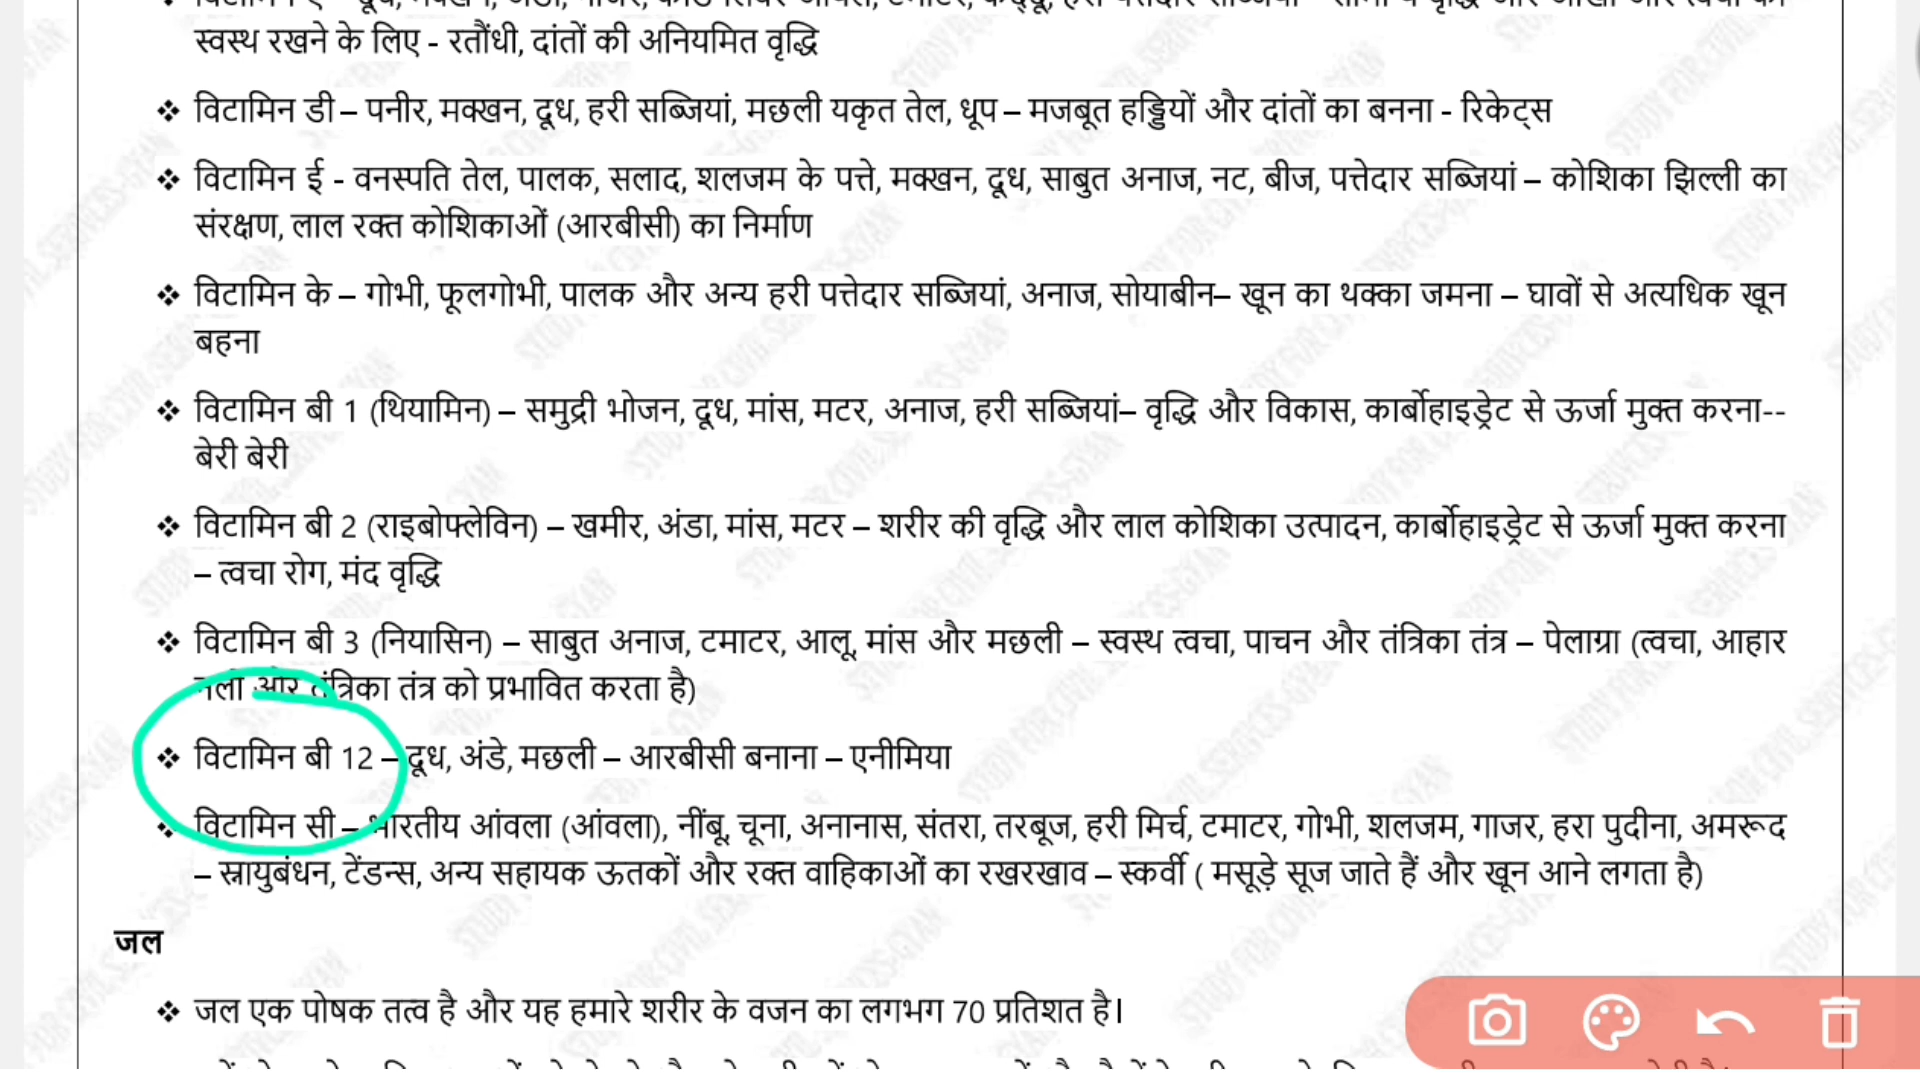 स्वस्थ रखने के लिए - रतौंधी, दांतों की अनियमित वृद्धि
❖ विटामिन डी – पनीर, मक्खन, दूध, हरी सब्जियां, मछली यकृत तेल, धूप – मजबूत हड्डियों और दांतों का बनना - रिकेट्स
❖ विटामिन ई - वनस्पति तेल, पालक, सलाद, शलजम के पत्ते, मक्खन, दूध, साबुत अनाज, नट, बीज, पत्तेदार सब्जियां – कोशिका झिल्ली का
संरक्षण, लाल रक्त कोशिकाओं (आरबीसी) का निर्माण
❖ विटामिन के – गोभी, फूलगोभी, पालक और अन्य हरी पत्तेदार सब्जियां, अनाज, सोयाबीन– खून का थक्का जमना – घावों से अत्यधिक खून
बहना
❖ विटामिन बी 1 (थियामिन) – समुद्री भोजन, दूध, मांस, मटर, अनाज, हरी सब्जियां– वृद्धि और विकास, कार्बोहाइड्रेट से ऊर्जा मुक्त करना--
बेरी बेरी
❖ विटामिन बी 2 (राइबोफ्लेविन) – खमीर, अंडा, मांस, मटर – शरीर की वृद्धि और लाल कोशिका उत्पादन, कार्बोहाइड्रेट से ऊर्जा मुक्त करना
– त्वचा रोग, मंद वृद्धि
❖ विटामिन बी 3 (नियासिन) – साबुत अनाज, टमाटर, आलू, मांस और मछली – स्वस्थ त्वचा, पाचन और तंत्रिका तंत्र – पेलाग्रा (त्वचा, आहार
नली और तंत्रिका तंत्र को प्रभावित करता है)
❖ विटामिन बी 12 – दूध, अंडे, मछली – आरबीसी बनाना – एनीमिया
❖ विटामिन सी – भारतीय आंवला (आंवला), नींबू, चूना, अनानास, संतरा, तरबूज, हरी मिर्च, टमाटर, गोभी, शलजम, गाजर, हरा पुदीना, अमरूद
– स्नायुबंधन, टेंडन्स, अन्य सहायक ऊतकों और रक्त वाहिकाओं का रखरखाव – स्कर्वी ( मसूड़े सूज जाते हैं और खून आने लगता है)
जल
❖ जल एक पोषक तत्व है और यह हमारे शरीर के वजन का लगभग 70 प्रतिशत है।